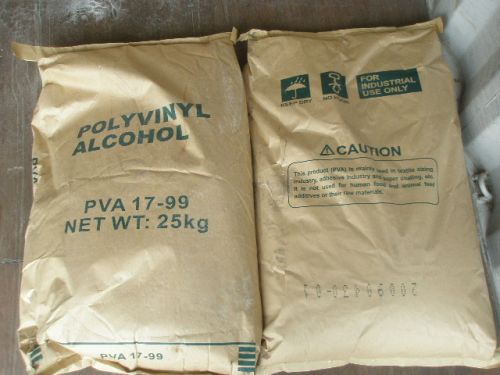 POLYVINYL
ALCOHOL
PVA 17-99
NET WT: 25kg
PVA 17-99
KEEP DRY
NO
FOR
INDUSTRIAL
USE ONLY
CAUTION
This product (PVA) is mainly used in textile sizing
industry, adhesive industry and paper coating, etc.
It is not used for human food and animal feed
additives or their raw materials.
20090430-01